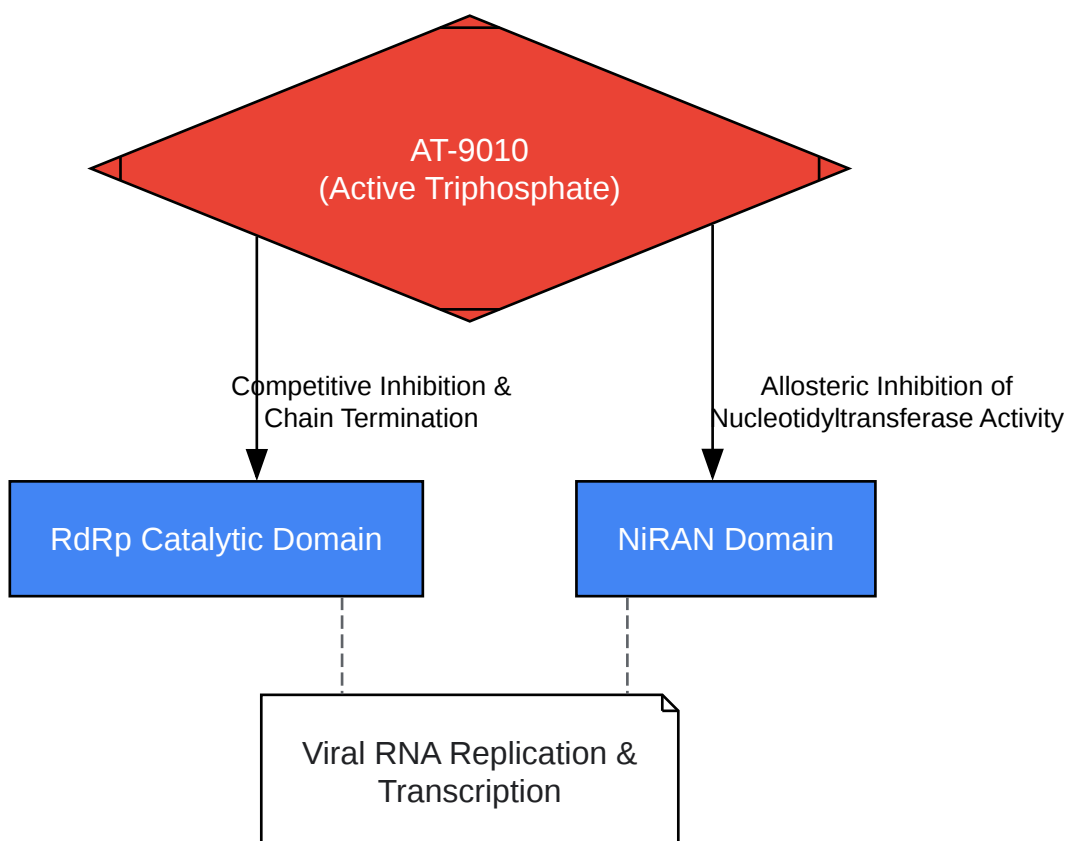 AT-9010
(Active Triphosphate)
Competitive Inhibition &
Chain Termination
Allosteric Inhibition of
Nucleotidyltransferase Activity
RdRp Catalytic Domain
NiRAN Domain
Viral RNA Replication &
Transcription